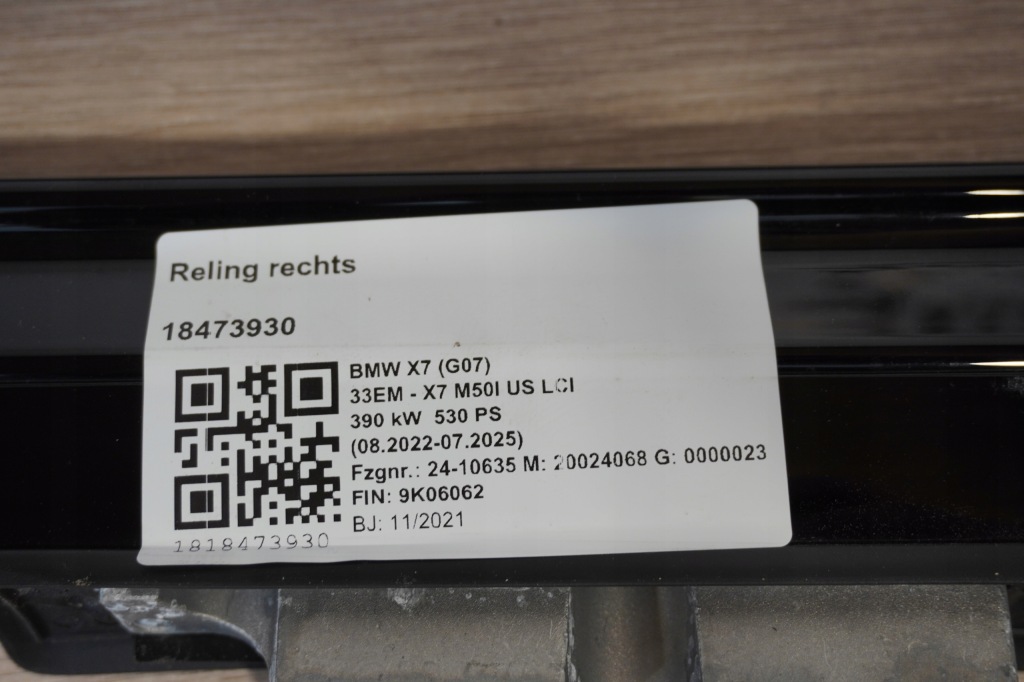 Reling rechts
18473930
BMW X7 (G07)
33EM - X7 M50I US LCI
390 kW 530 PS
(08.2022-07.2025)
Fzgnr.: 24-10635 M: 20024068 G: 0000023
FIN: 9K06062
BJ: 11/2021
1818473930